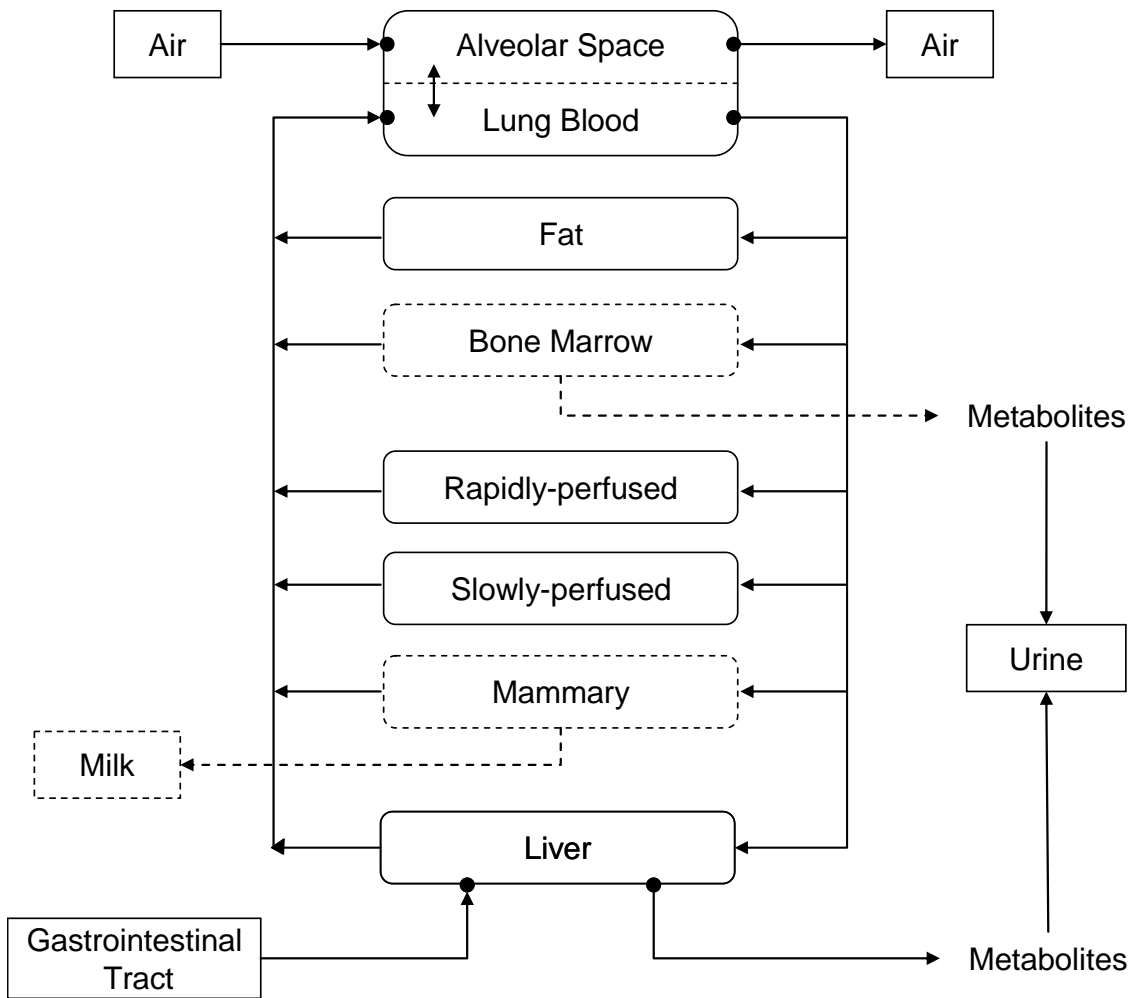 Air
Alveolar Space
Air
Lung Blood
Fat
Bone Marrow
Metabolites
Rapidly-perfused
Slowly-perfused
Urine
Mammary
Milk
Liver
Gastrointestinal
Tract
Metabolites